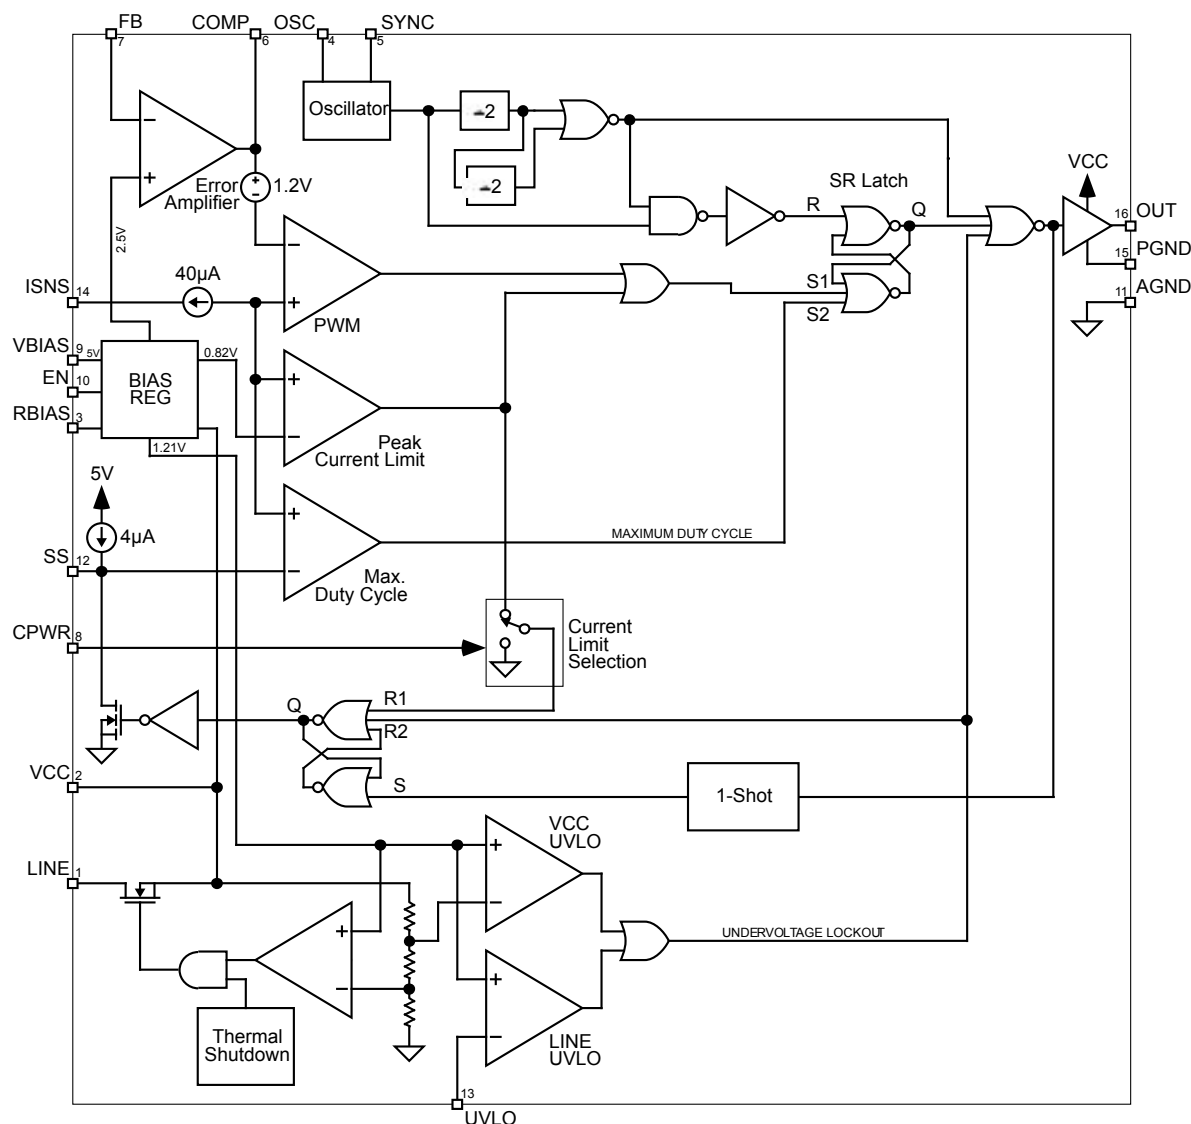 FB
COMP
OSC
SYNC
7
6
4
5
Oscillator
-2
-2
SR Latch
VCC
Error
Amplifier
1.2V
2.5V
R
Q
16
OUT
15
PGND
11
AGND
ISNS
14
40µA
PWM
S1
S2
VBIAS
9
5V
0.82V
EN
10
BIAS
REG
RBIAS
3
1.21V
Peak
Current Limit
5V
4µA
SS
12
MAXIMUM DUTY CYCLE
Max.
Duty Cycle
CPWR
8
Current
Limit
Selection
Q
R1
R2
VCC
2
S
1-Shot
VCC
UVLO
LINE
1
UNDERVOLTAGE LOCKOUT
Thermal
Shutdown
LINE
UVLO
13
UVLO